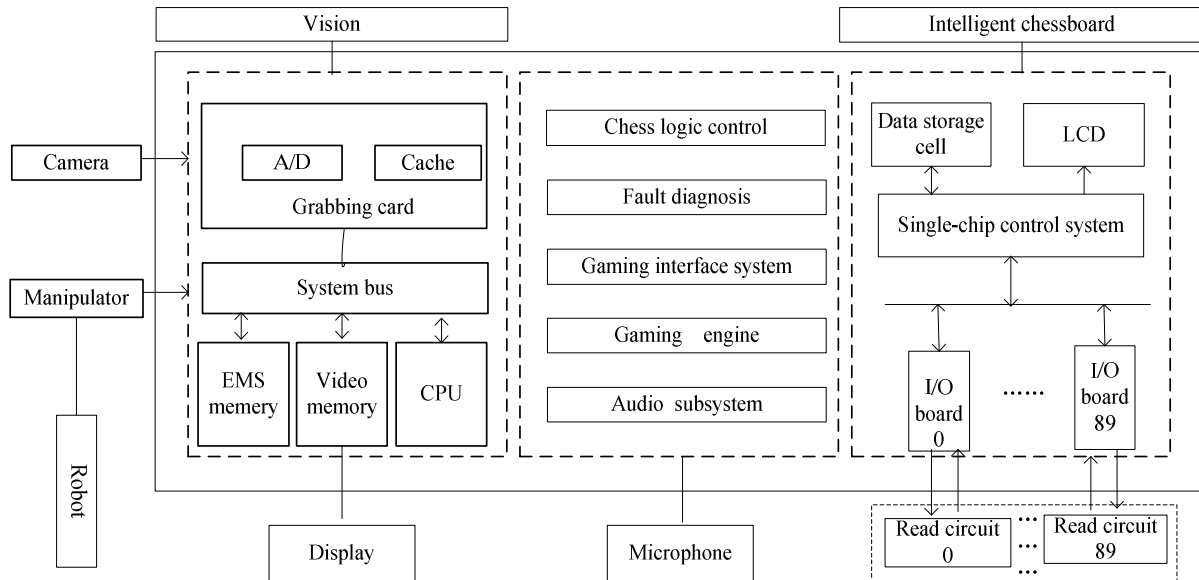 Vision
Intelligent chessboard
Camera
A/D
Cache
Grabbing card
Manipulator
System bus
EMS
memery
Video
memory
CPU
Robot
Display
Chess logic control
Fault diagnosis
Gaming interface system
Gaming engine
Audio subsystem
Microphone
Data storage
cell
LCD
Single-chip control system
I/O
board
0
......
I/O
board
89
Read circuit
0
...
...
...
Read circuit
89